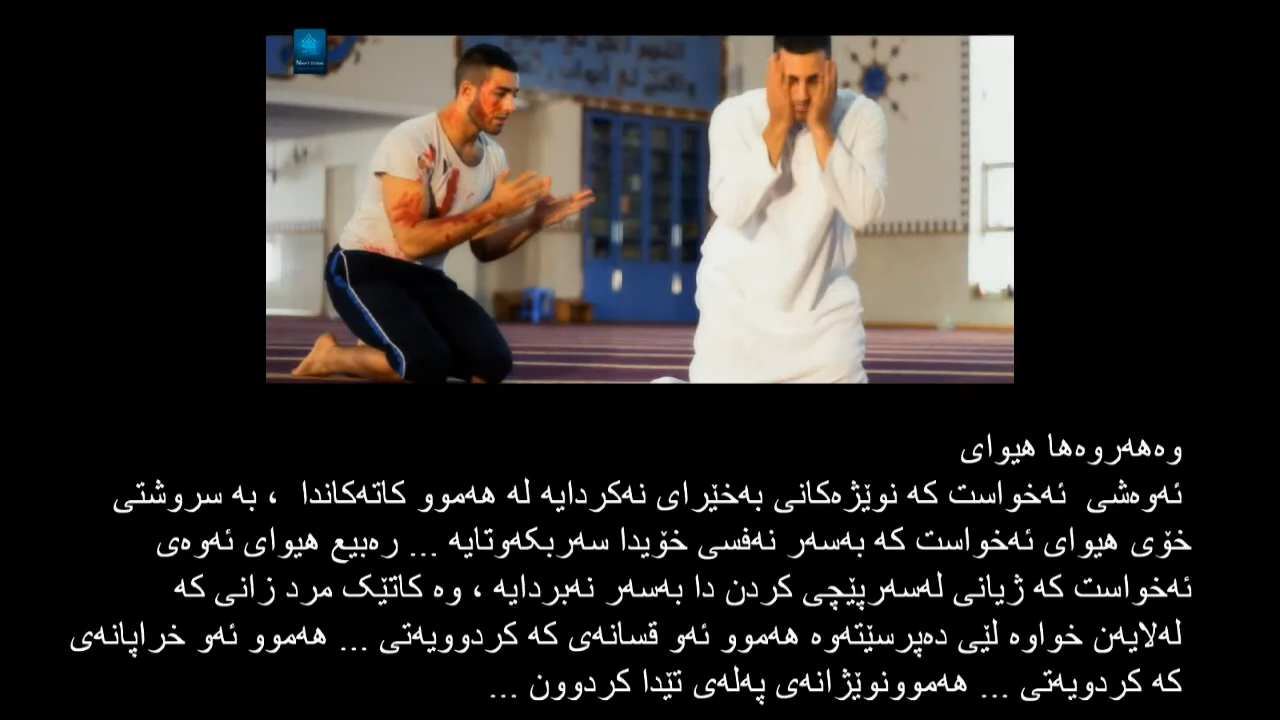 وەهەروەها هیوای
ئەوەشی ئەخواست کە نوێژەکانی بەخێرای نەکردایە لە هەموو کاتەکاندا ، بە سروشتی
خۆی هیوای ئەخواست کە بەسەر نەفسی خۆیدا سەربکەوتایە ... رەبیع هیوای ئەوەی
ئەخواست کە ژیانی لەسەرپێچی کردن دا بەسەر نەبردایە ، وە کاتێک مرد زانی کە
لەلایەن خواوە لێی دەپرسێتەوە هەموو ئەو قسانەی کە کردوویەتی ... هەموو ئەو خراپانەی
کە کردویەتی ... هەموونوێژانەی پەلەی تێدا کردوون ...